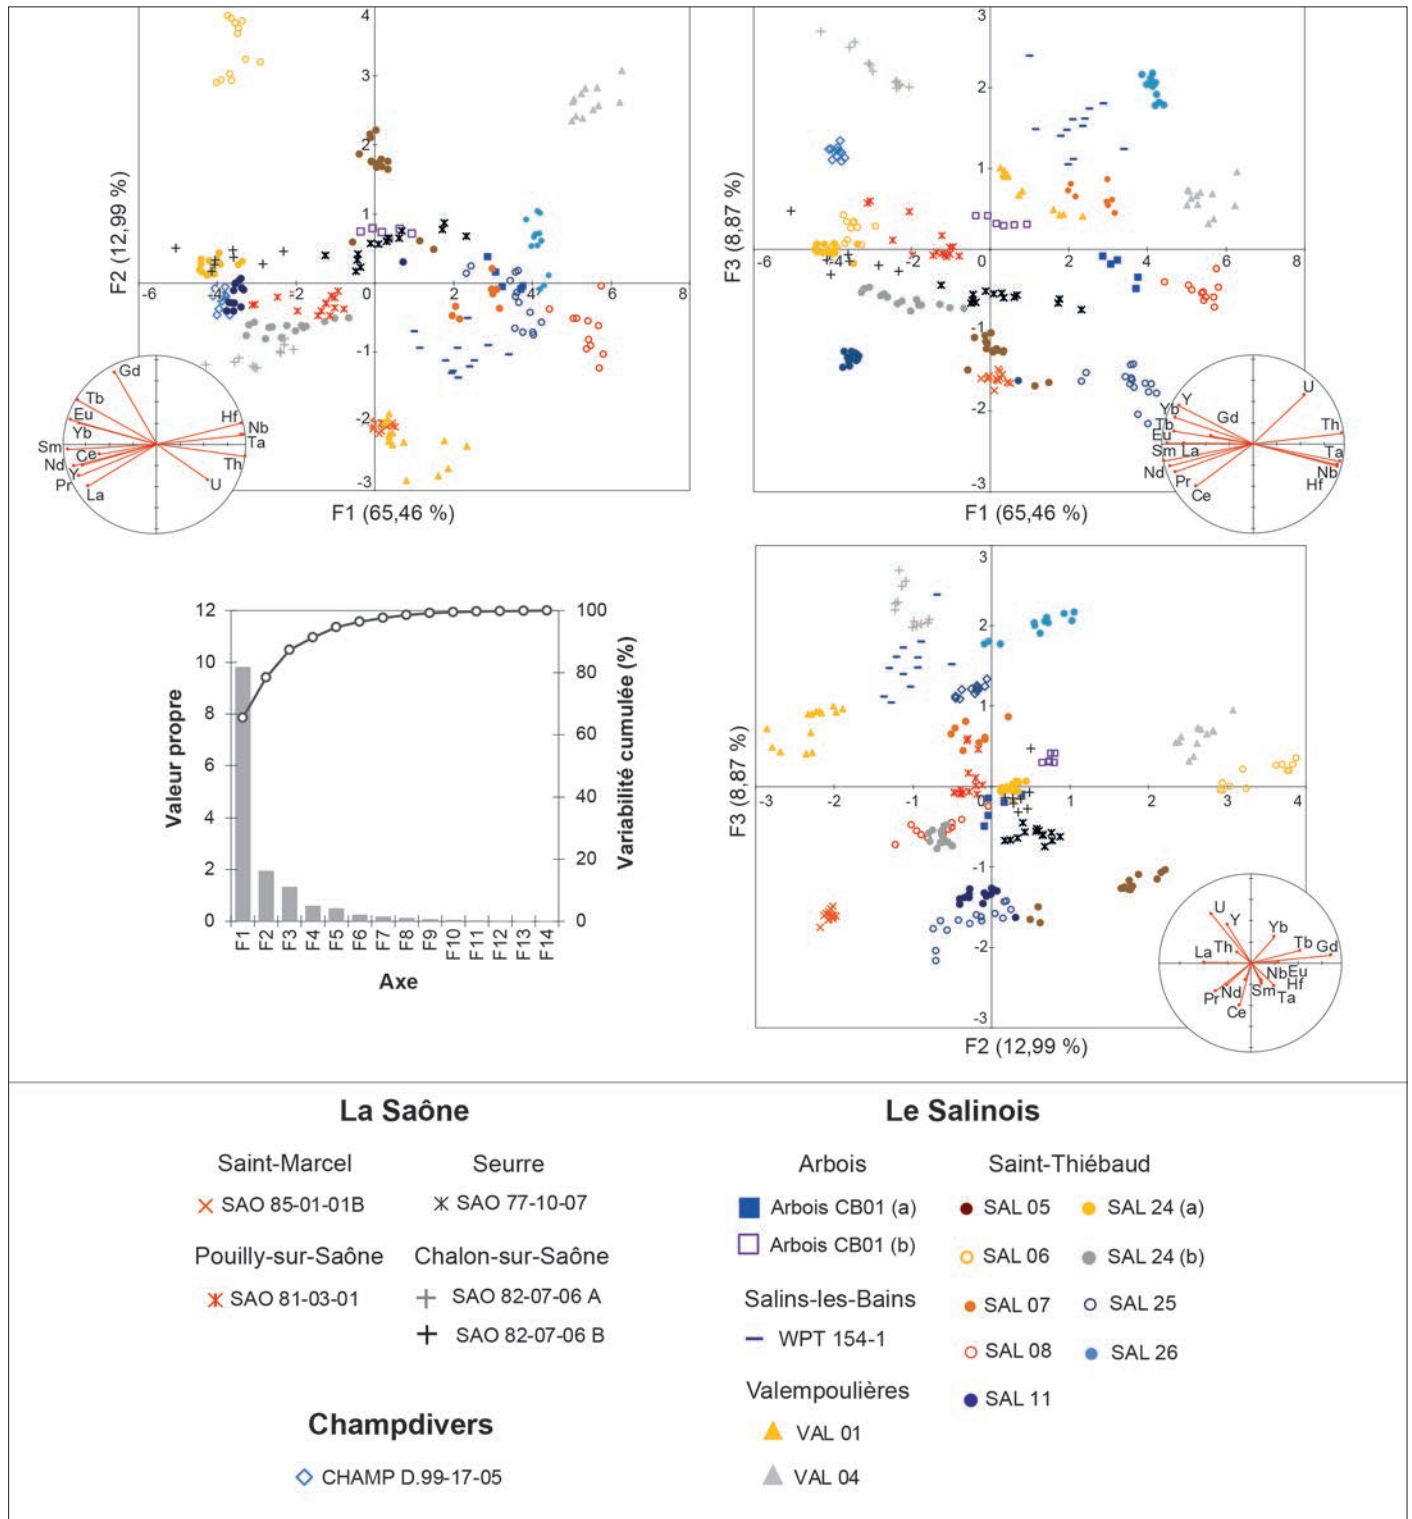 4
3
2
1
-1
-2
-3
-6
-4
-2
0
2
4
6
8
F2 (12,99 %)
F1 (65,46 %)
Gd
Tb
Eu
Yb
Sm
Ce
Nd
Y
Pr
La
Hf
Nb
Ta
Th
U
3
2
1
-1
-2
-3
-6
-4
-2
0
2
4
6
8
F3 (8,87 %)
F1 (65,46 %)
Y
Yb
Gd
Tb
Eu
Sm La
Nd
Pr
Ce
U
Th
Ta
Nb
Hf
12
10
8
6
4
2
0
100
80
60
40
20
0
Valeur propre
Variabilité cumulée (%)
F1 F2 F3 F4 F5 F6 F7 F8 F9 F10 F11 F12 F13 F14
Axe
3
2
1
-1
-2
-3
-3
-2
-1
0
1
2
3
4
F3 (8,87 %)
F2 (12,99 %)
U
Y
Yb
La
Th
Tb
Gd
Nb
Eu
Hf
Sm
Ta
Pr
Nd
Ce
La Saône
Saint-Marcel
SAO 85-01-01B
Seurre
SAO 77-10-07
Pouilly-sur-Saône
SAO 81-03-01
Chalon-sur-Saône
SAO 82-07-06 A
SAO 82-07-06 B
Champdivers
CHAMP D.99-17-05
Le Salinois
Arbois
Arbois CB01 (a)
Arbois CB01 (b)
Salins-les-Bains
WPT 154-1
Valempoulières
VAL 01
VAL 04
Saint-Thiébaud
SAL 05
SAL 06
SAL 07
SAL 08
SAL 11
SAL 24 (a)
SAL 24 (b)
SAL 25
SAL 26